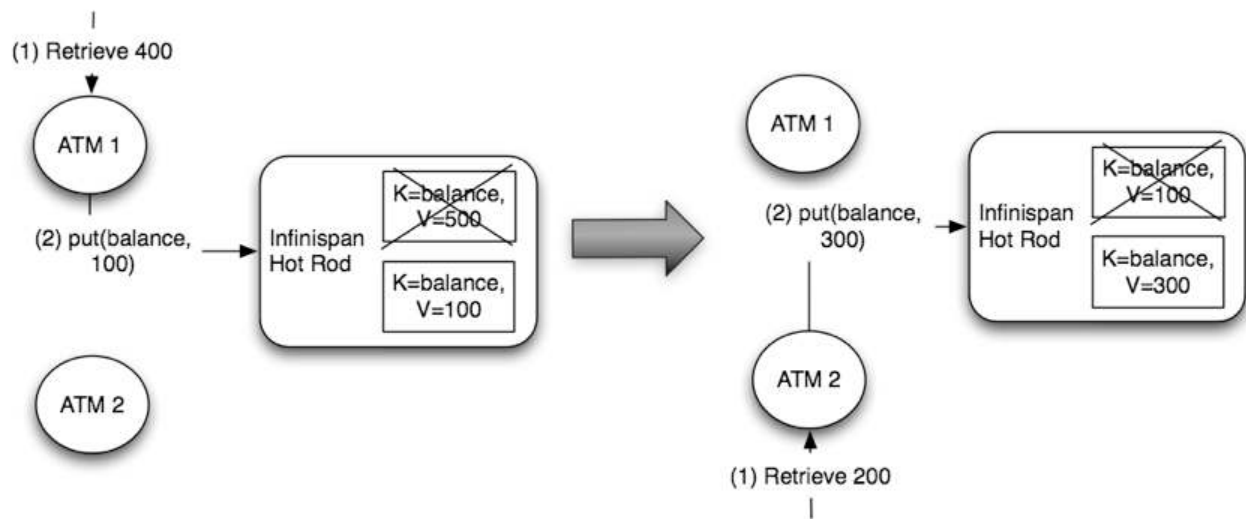 (1) Retrieve 400
ATM 1
(2) put(balance,
100)
Infinispan
Hot Rod
K=balance,
V=500
K=balance,
V=100
ATM 2
ATM 1
(2) put(balance,
300)
Infinispan
Hot Rod
K=balance,
V=100
K=balance,
V=300
ATM 2
(1) Retrieve 200